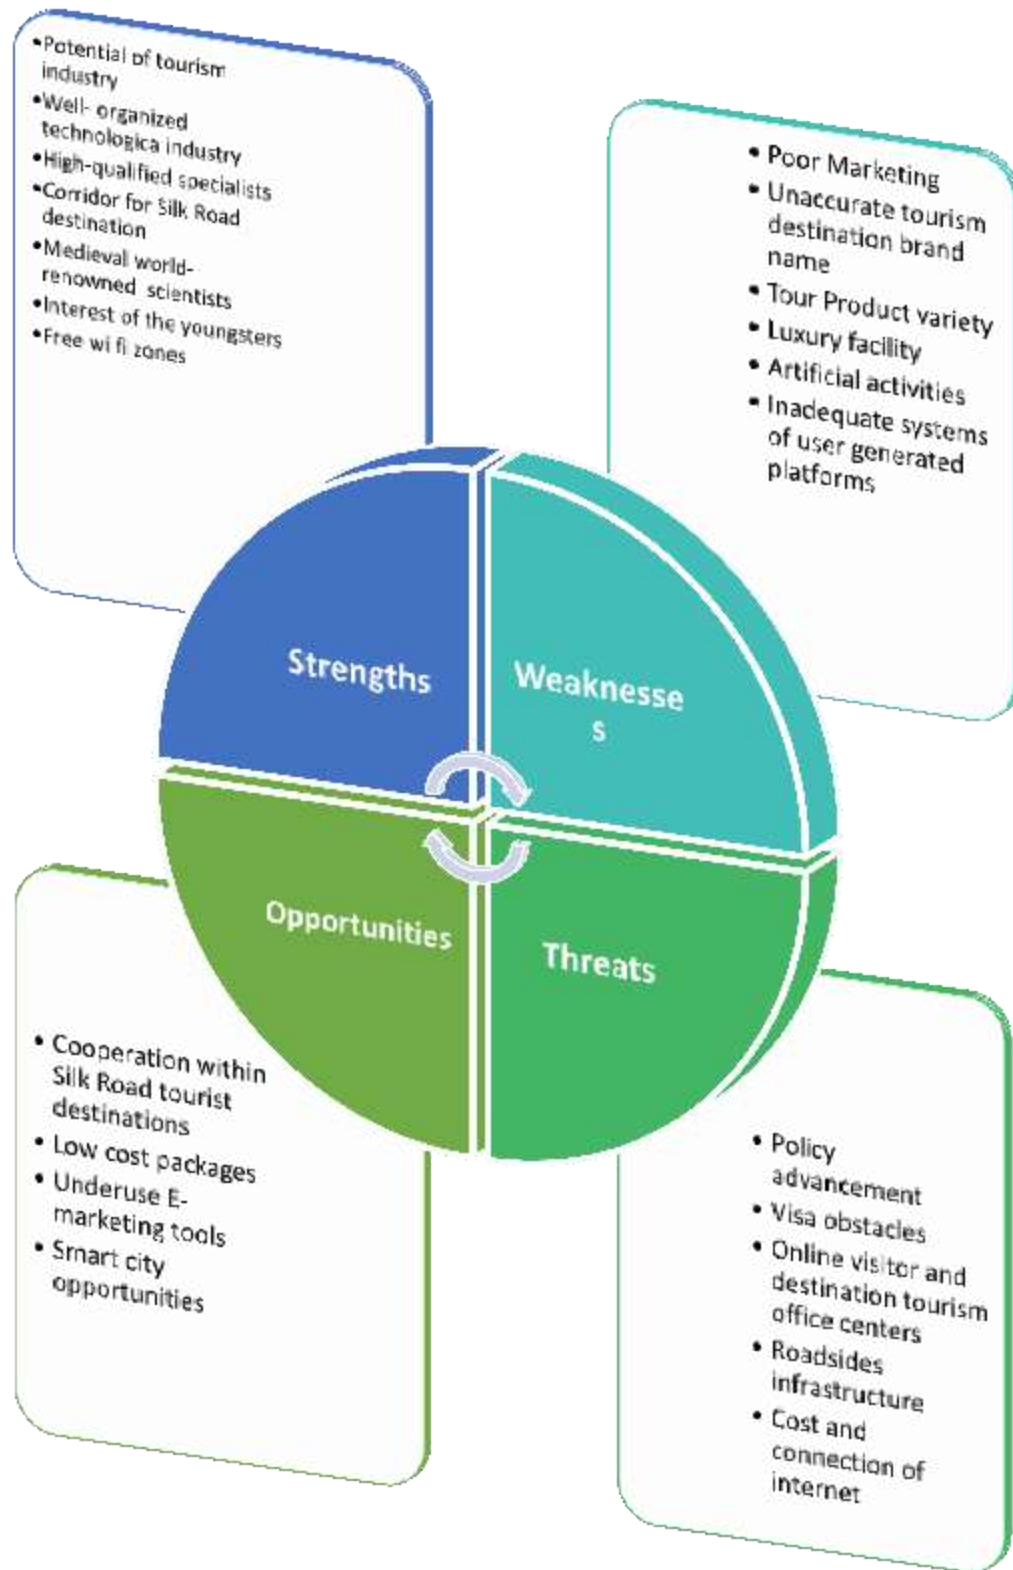 •Potential of tourism
industry
•Well- organized
technologica industry
•High-qualified specialists
•Corridor for Silk Road
destination
•Medieval world-
renowned scientists
•Interest of the youngsters
•Free wi fi zones
• Poor Marketing
• Unaccurate tourism
destination brand
name
• Tour Product variety
• Luxury facility
• Artificial activities
• Inadequate systems
of user generated
platforms
Strengths
Weaknesse
s
Opportunities
Threats
• Cooperation within
Silk Road tourist
destinations
• Low cost packages
• Underuse E-
marketing tools
• Smart city
opportunities
• Policy
advancement
• Visa obstacles
• Online visitor and
destination tourism
office centers
• Roadsides
infrastructure
• Cost and
connection of
internet